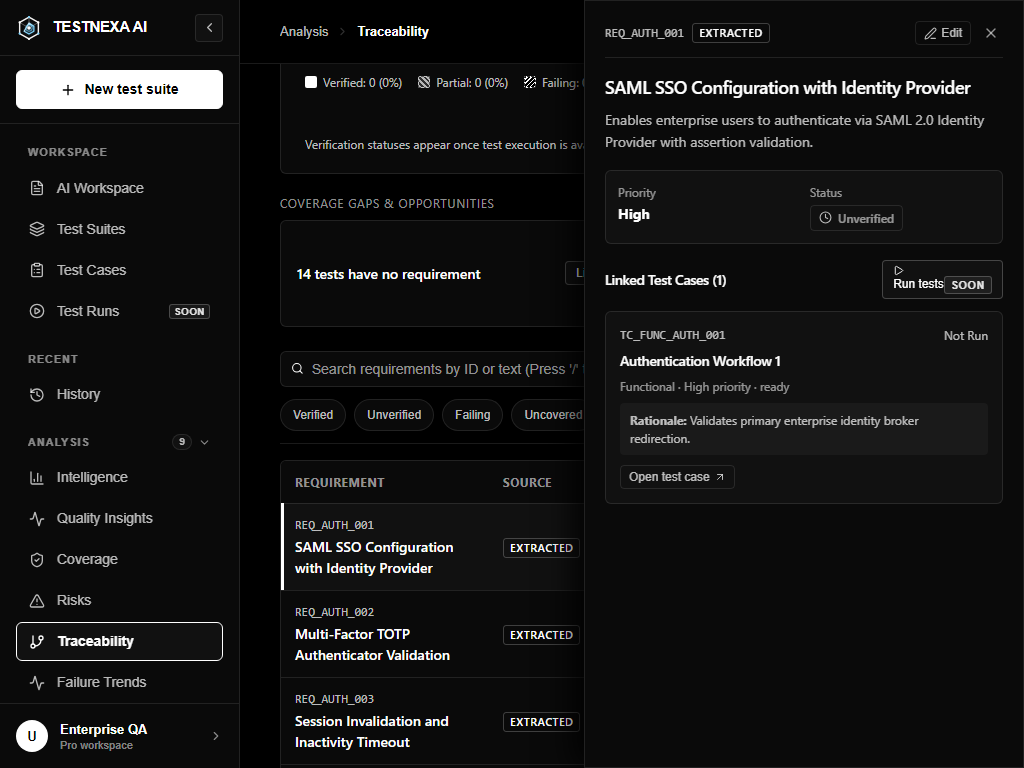 TESTNEXA AI
New test suite
WORKSPACE
AI Workspace
Test Suites
Test Cases
Test Runs SOON
RECENT
History
ANALYSIS 9
Intelligence
Quality Insights
Coverage
Risks
Traceability
Failure Trends
U
Enterprise QA
Pro workspace
Analysis Traceability
Verified: 0 (0%) Partial: 0 (0%) Failing:
Verification statuses appear once test execution is
COVERAGE GAPS & OPPORTUNITIES
14 tests have no requirement
Search requirements by ID or text (Press '/'
Verified Unverified Failing Uncovered
REQUIREMENT SOURCE
REQ_AUTH_001
SAML SSO Configuration
with Identity Provider
EXTRACTED
REQ_AUTH_002
Multi-Factor TOTP
Authenticator Validation
EXTRACTED
REQ_AUTH_003
Session Invalidation and
Inactivity Timeout
EXTRACTED
REQ_AUTH_001 EXTRACTED Edit
SAML SSO Configuration with Identity Provider
Enables enterprise users to authenticate via SAML 2.0 Identity
Provider with assertion validation.
Priority Status
High Unverified
Linked Test Cases (1) Run tests SOON
TC_FUNC_AUTH_001 Not Run
Authentication Workflow 1
Functional · High priority · ready
Rationale: Validates primary enterprise identity broker
redirection.
Open test case